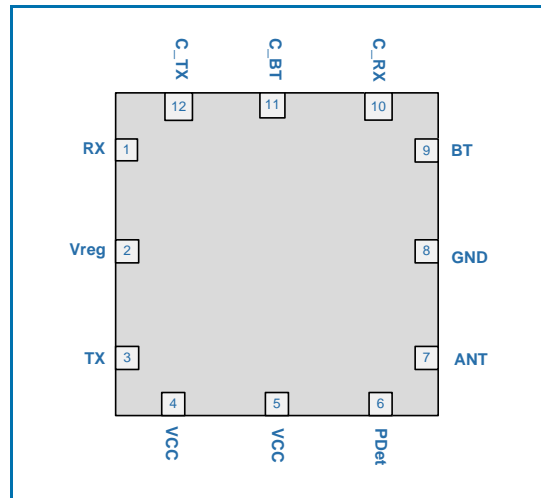 C_TX
C_BT
C_RX
12
11
10
RX
1
9
BT
Vreg
2
8
GND
TX
3
7
ANT
4
5
6
VCC
VCC
PDet